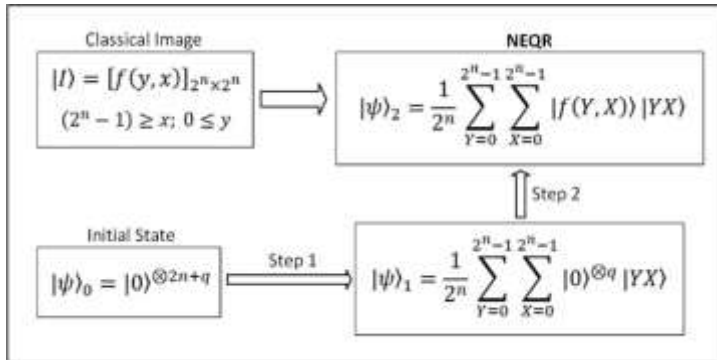 Classical Image
|I⟩ = [f(y,x)]_{2^n×2^n}
(2^n − 1) ≥ x; 0 ≤ y
NEQR
|ψ⟩_2 = \frac{1}{2^n} \sum_{Y=0}^{2^n−1} \sum_{X=0}^{2^n−1} |f(Y,X)⟩ |YX⟩
Step 2
Initial State
|ψ⟩_0 = |0⟩^{⊗2n+q}
Step 1
|ψ⟩_1 = \frac{1}{2^n} \sum_{Y=0}^{2^n−1} \sum_{X=0}^{2^n−1} |0⟩^{⊗q} |YX⟩